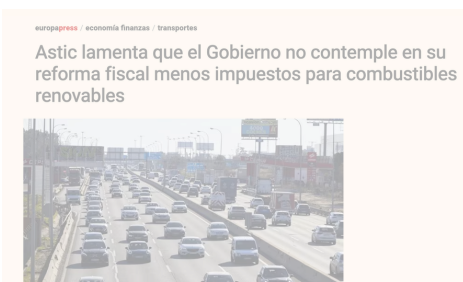 europapress / economía finanzas / transportes
Astic lamenta que el Gobierno no contemple en su
reforma fiscal menos impuestos para combustibles
renovables